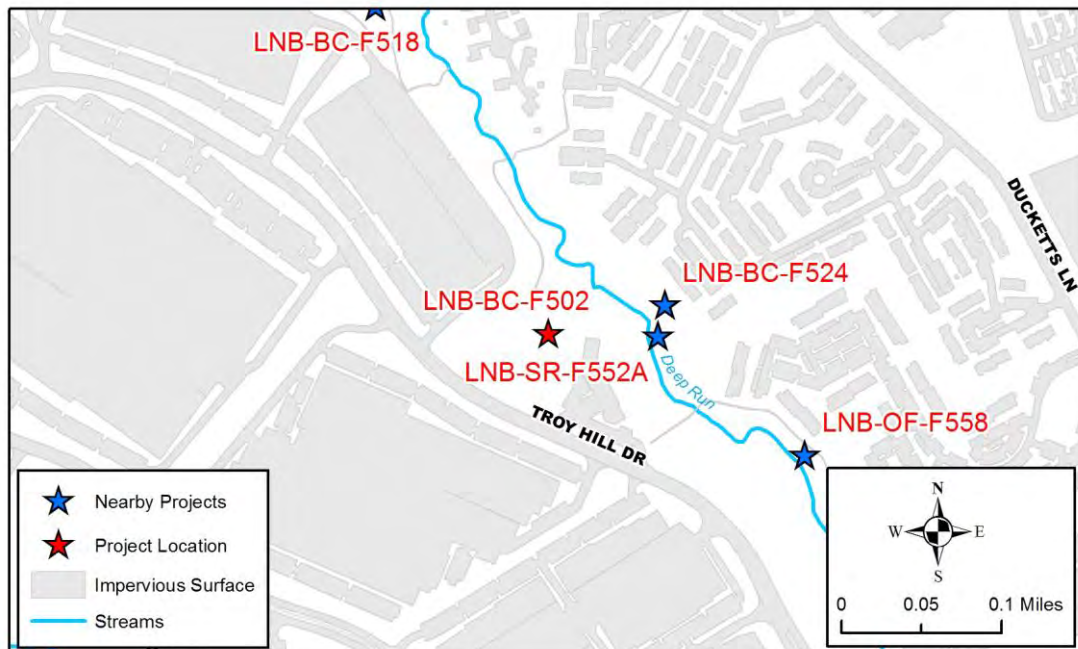 LNB-BC-F518
DUCKETTS LN
LNB-BC-F524
LNB-BC-F502
LNB-SR-F552A
Deep Run
TROY HILL DR
LNB-OF-F558
Nearby Projects
Project Location
Impervious Surface
Streams
N
W
E
S
0 0.05 0.1 Miles